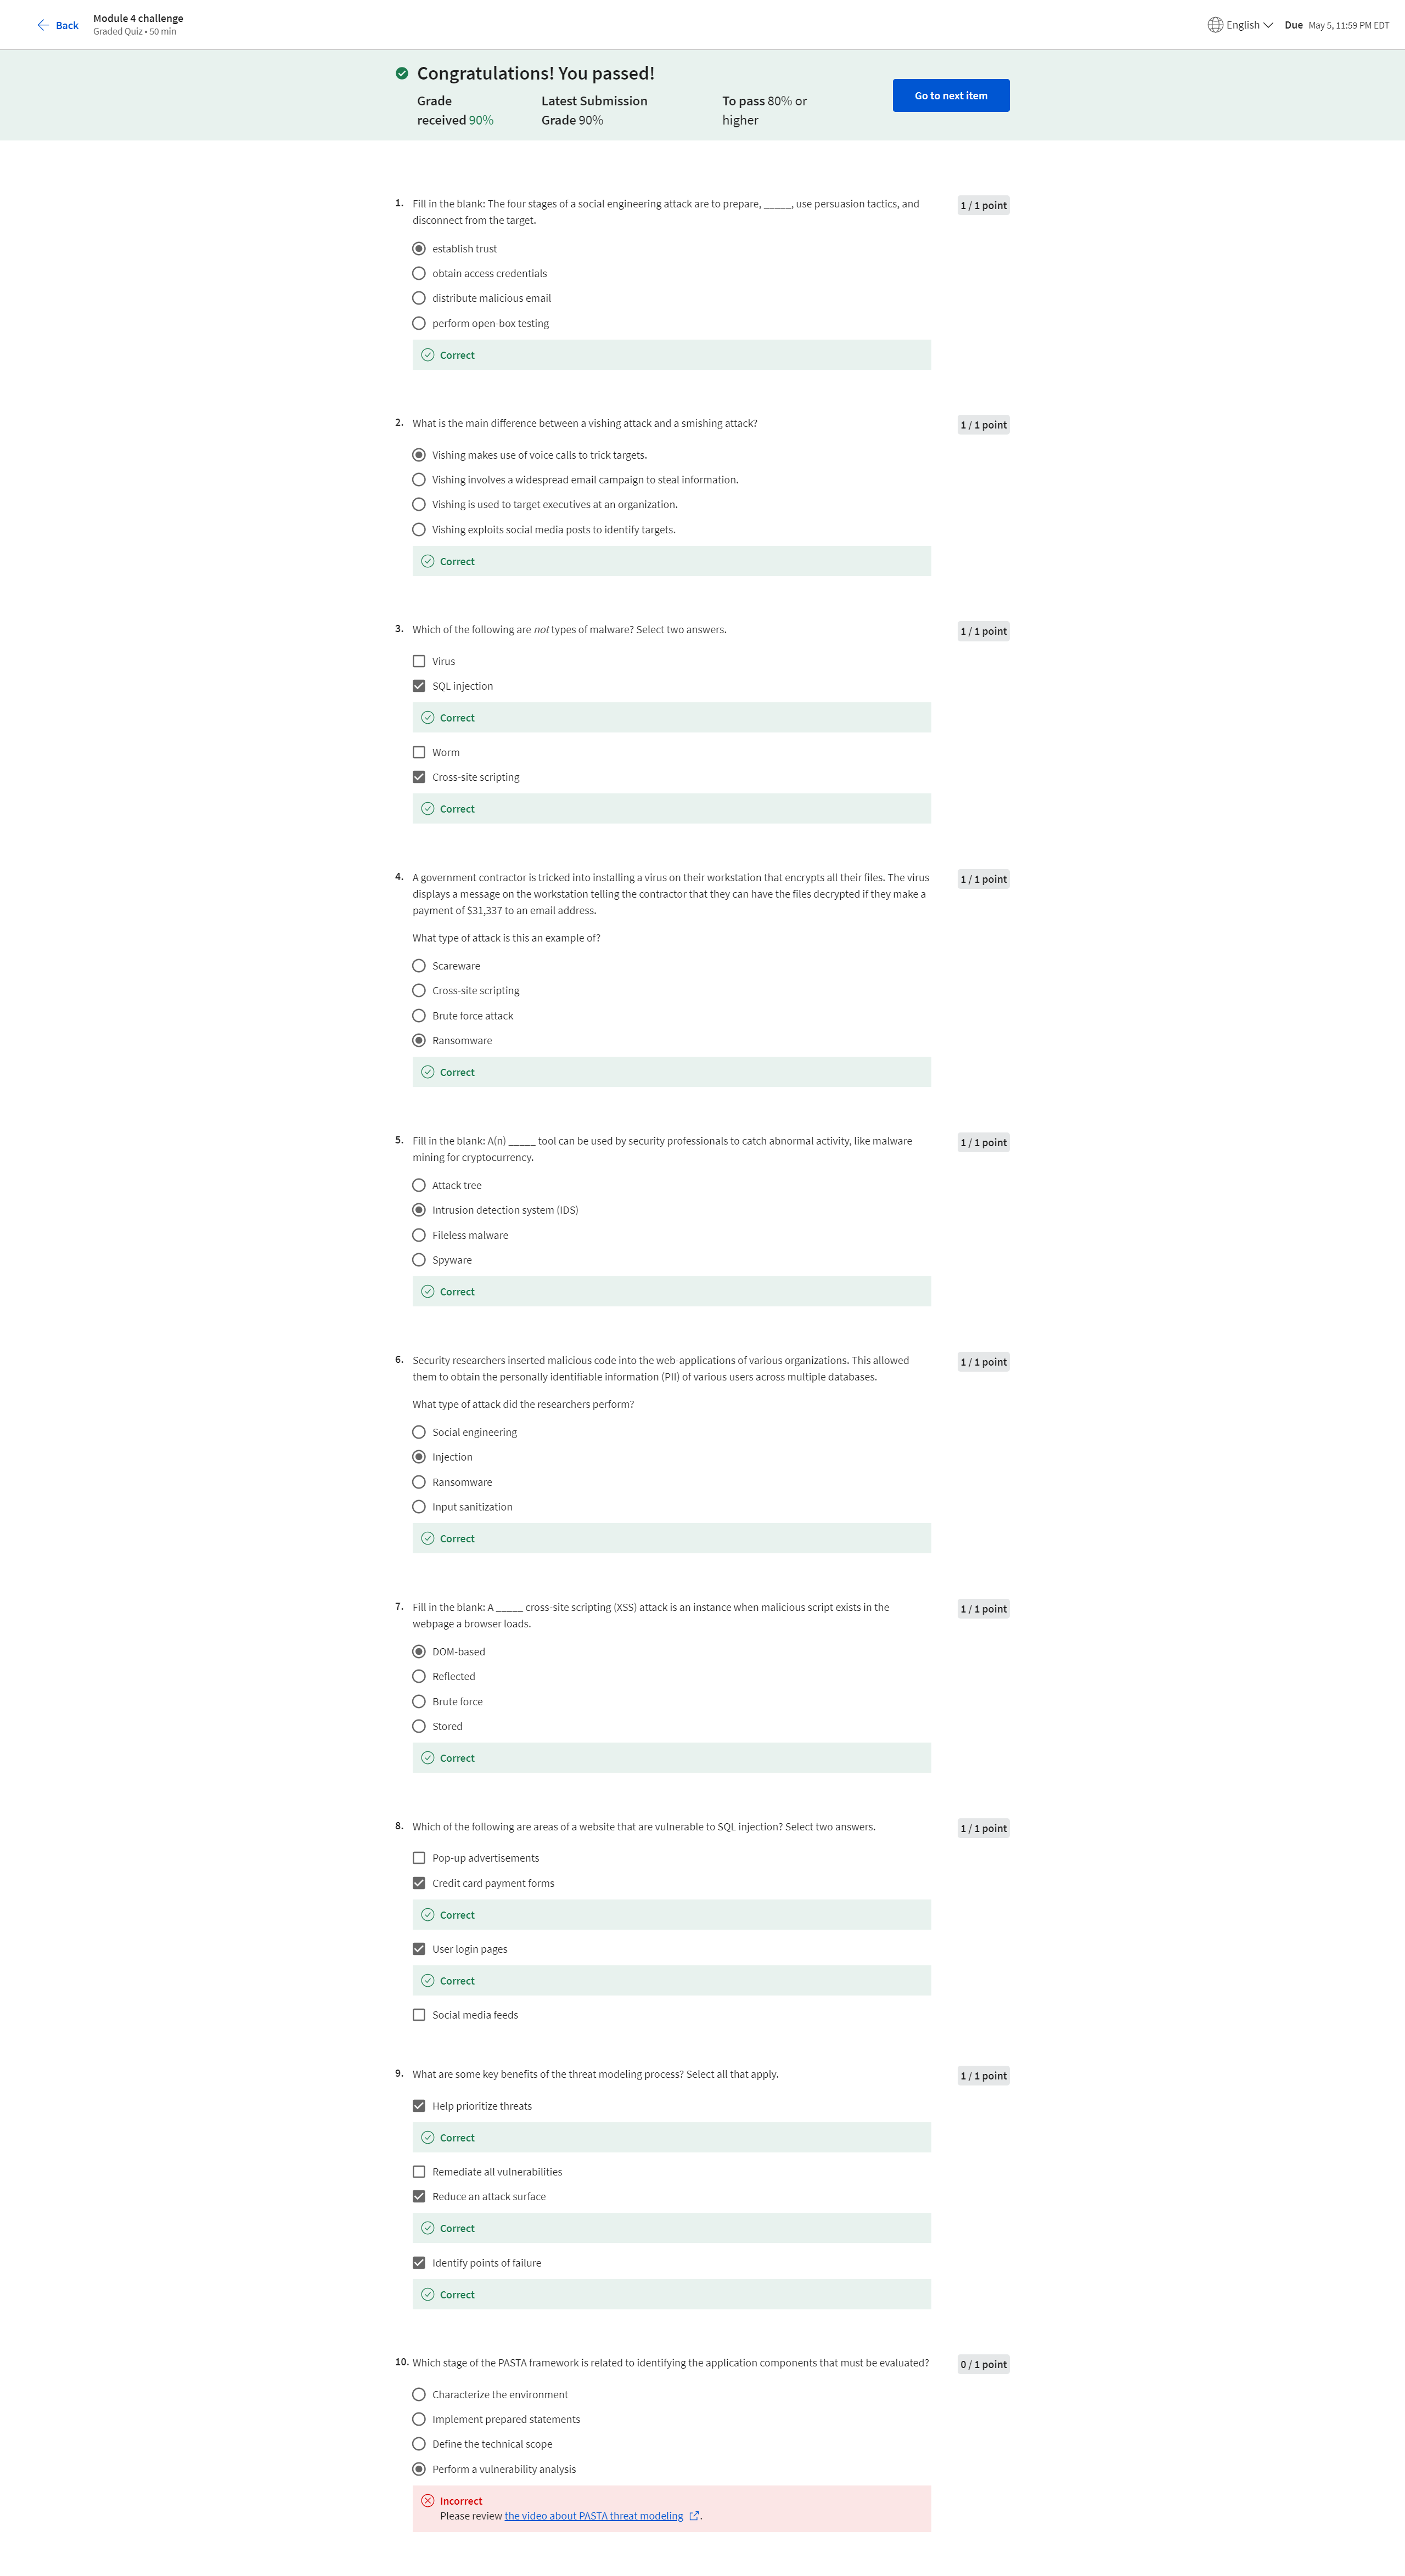 Back
Module 4 challenge
Graded Quiz • 50 min
English
Due May 5, 11:59 PM EDT
Congratulations! You passed!
Grade
received 90%
Latest Submission
Grade 90%
To pass 80% or
higher
Go to next item
1. Fill in the blank: The four stages of a social engineering attack are to prepare, _____, use persuasion tactics, and
disconnect from the target.
1 / 1 point
establish trust
obtain access credentials
distribute malicious email
perform open-box testing
Correct
2. What is the main difference between a vishing attack and a smishing attack?
1 / 1 point
Vishing makes use of voice calls to trick targets.
Vishing involves a widespread email campaign to steal information.
Vishing is used to target executives at an organization.
Vishing exploits social media posts to identify targets.
Correct
3. Which of the following are not types of malware? Select two answers.
1 / 1 point
Virus
SQL injection
Correct
Worm
Cross-site scripting
Correct
4. A government contractor is tricked into installing a virus on their workstation that encrypts all their files. The virus
displays a message on the workstation telling the contractor that they can have the files decrypted if they make a
payment of $31,337 to an email address.
1 / 1 point
What type of attack is this an example of?
Scareware
Cross-site scripting
Brute force attack
Ransomware
Correct
5. Fill in the blank: A(n) _____ tool can be used by security professionals to catch abnormal activity, like malware
mining for cryptocurrency.
1 / 1 point
Attack tree
Intrusion detection system (IDS)
Fileless malware
Spyware
Correct
6. Security researchers inserted malicious code into the web-applications of various organizations. This allowed
them to obtain the personally identifiable information (PII) of various users across multiple databases.
1 / 1 point
What type of attack did the researchers perform?
Social engineering
Injection
Ransomware
Input sanitization
Correct
7. Fill in the blank: A _____ cross-site scripting (XSS) attack is an instance when malicious script exists in the
webpage a browser loads.
1 / 1 point
DOM-based
Reflected
Brute force
Stored
Correct
8. Which of the following are areas of a website that are vulnerable to SQL injection? Select two answers.
1 / 1 point
Pop-up advertisements
Credit card payment forms
Correct
User login pages
Correct
Social media feeds
9. What are some key benefits of the threat modeling process? Select all that apply.
1 / 1 point
Help prioritize threats
Correct
Remediate all vulnerabilities
Reduce an attack surface
Correct
Identify points of failure
Correct
10. Which stage of the PASTA framework is related to identifying the application components that must be evaluated?
0 / 1 point
Characterize the environment
Implement prepared statements
Define the technical scope
Perform a vulnerability analysis
Incorrect
Please review the video about PASTA threat modeling.